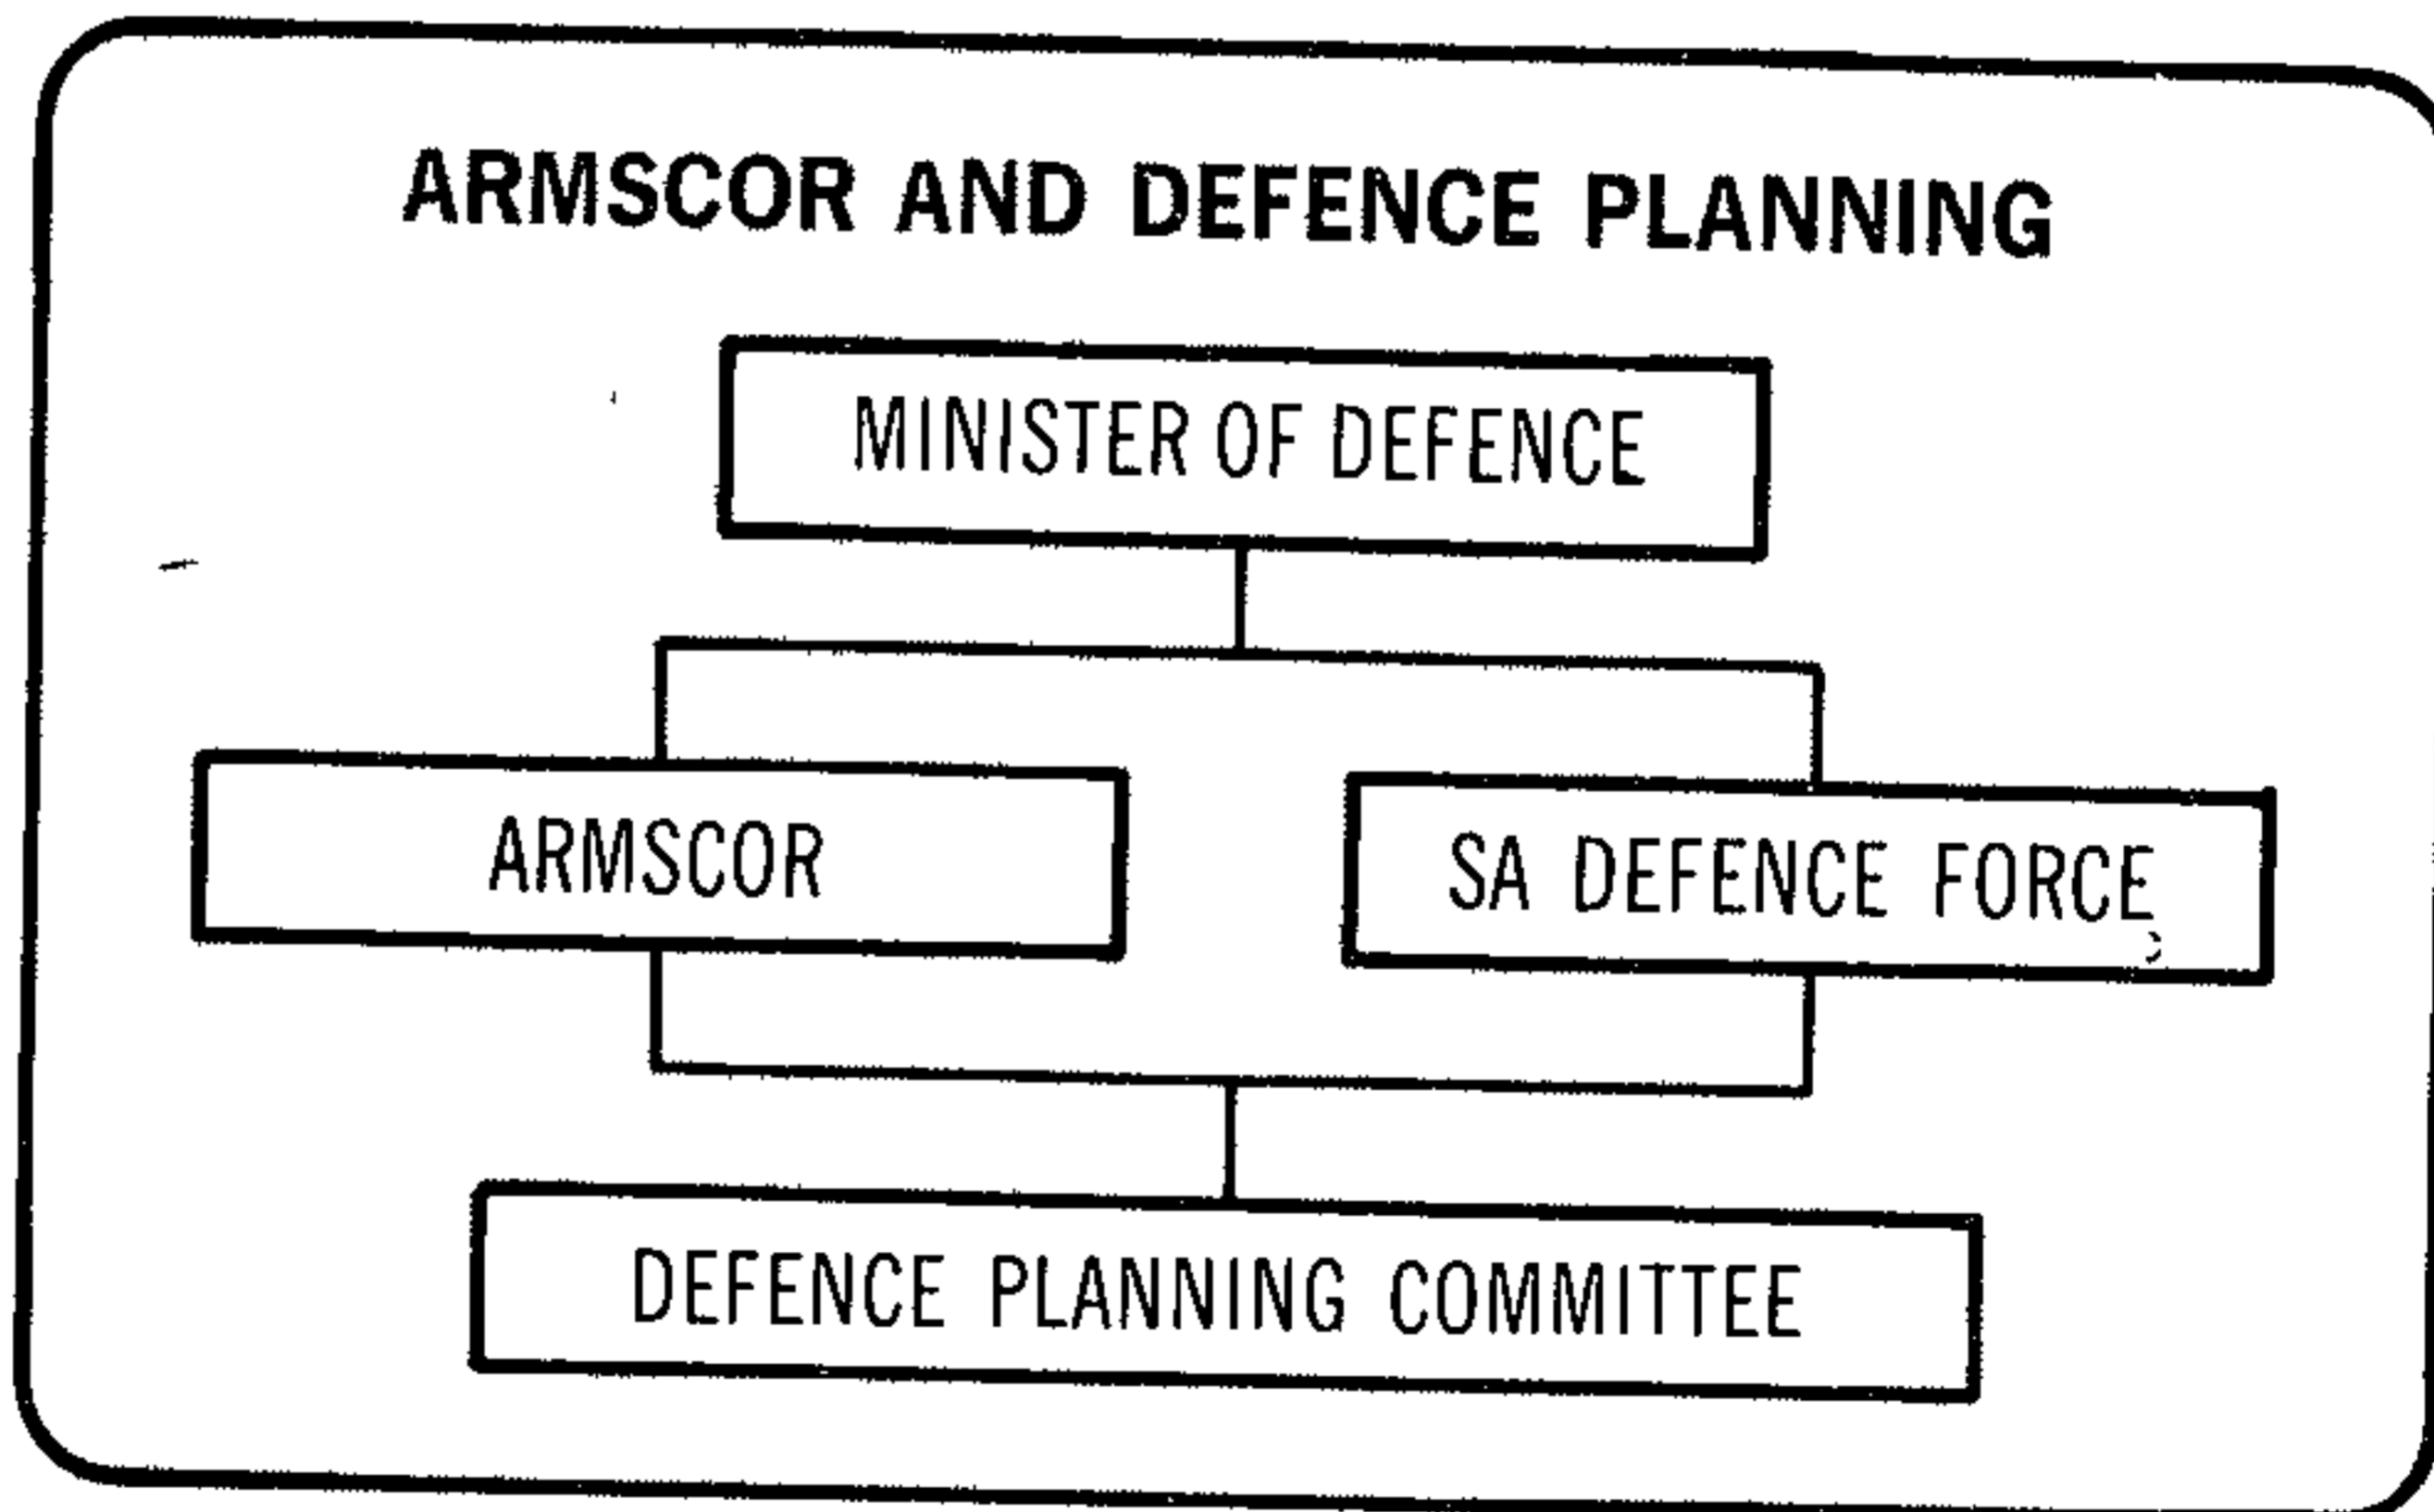 ARMSCOR AND DEFENCE PLANNING
MINISTER OF DEFENCE
ARMSCOR
SA DEFENCE FORCE
DEFENCE PLANNING COMMITTEE